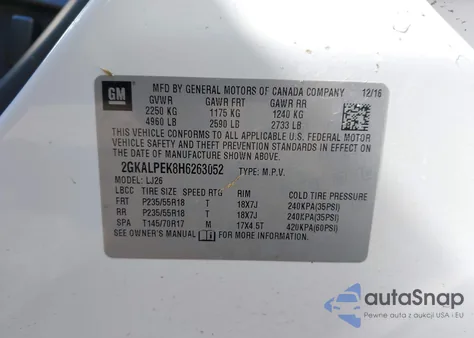 GM
MFD BY GENERAL MOTORS OF CANADA COMPANY 12/16
GVWR GAWR FRT GAWR RR
2250 KG 1175 KG 1240 KG
4960 LB 2590 LB 2733 LB
THIS VEHICLE CONFORMS TO ALL APPLICABLE U.S. FEDERAL MOTOR
VEHICLE SAFETY AND THEFT PREVENTION STANDARDS IN EFFECT ON
THE DATE OF MANUFACTURE SHOWN ABOVE.
2GKALPEK8H6263052 TYPE: M.P.V.
MODEL: LJ26
LBCC TIRE SIZE SPEED RTG RIM COLD TIRE PRESSURE
FRT P235/55R18 T 18X7J 240KPA(35PSI)
RR P235/55R18 T 18X7J 240KPA(35PSI)
SPA T145/70R17 M 17X4.5T 420KPA(60PSI)
SEE OWNER'S MANUAL FOR MORE INFORMATION.
autoSnap
Pewne auta z aukcji w USA i EU